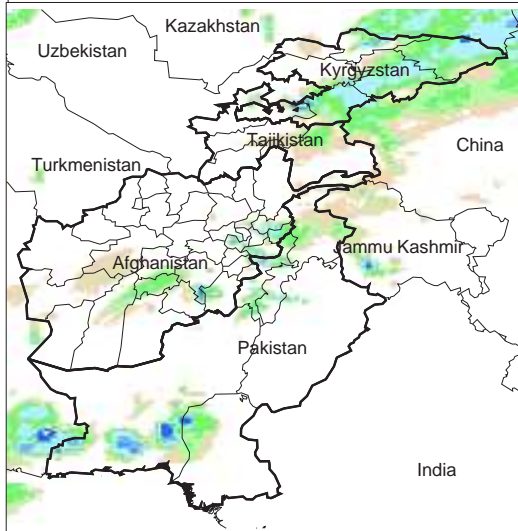 Kazakhstan
Uzbekistan
Kyrgyzstan
Tajikistan
China
Turkmenistan
Jammu Kashmir
Afghanistan
Pakistan
India